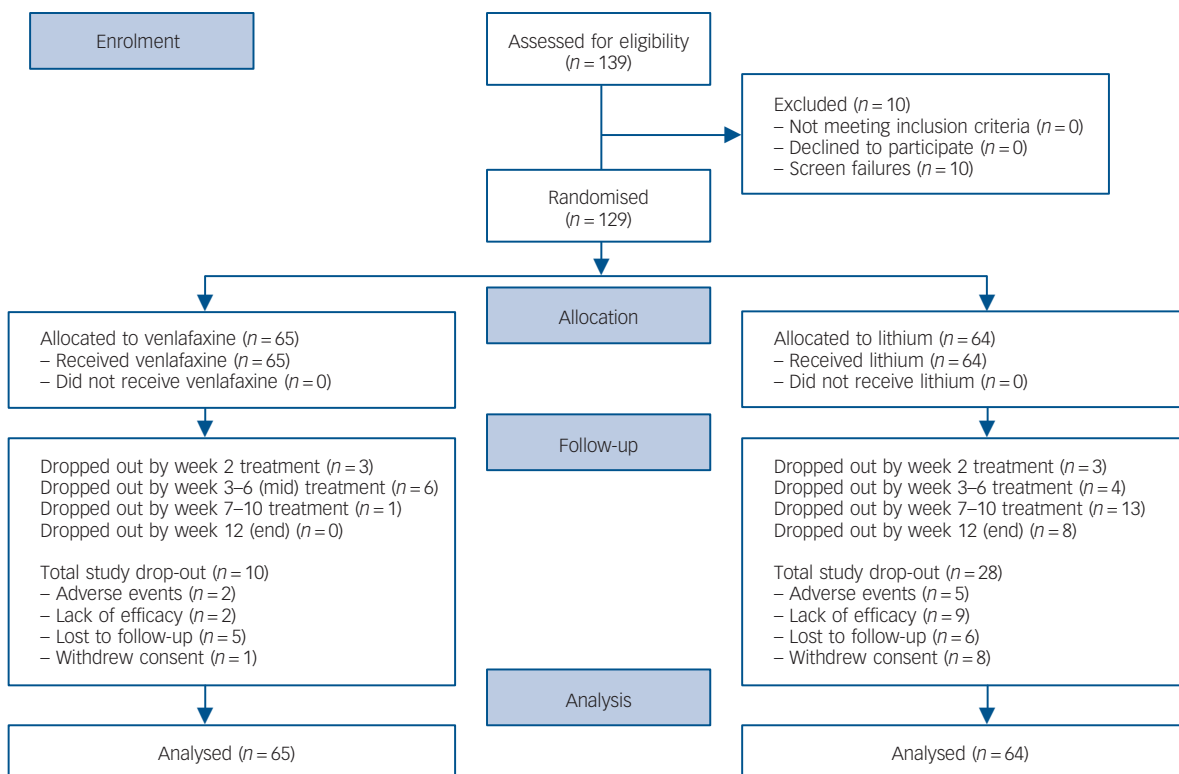 Enrolment
Assessed for eligibility
(n = 139)
Excluded (n = 10)
– Not meeting inclusion criteria (n = 0)
– Declined to participate (n = 0)
– Screen failures (n = 10)
Randomised
(n = 129)
Allocation
Allocated to venlafaxine (n = 65)
– Received venlafaxine (n = 65)
– Did not receive venlafaxine (n = 0)
Allocated to lithium (n = 64)
– Received lithium (n = 64)
– Did not receive lithium (n = 0)
Follow-up
Dropped out by week 2 treatment (n = 3)
Dropped out by week 3–6 (mid) treatment (n = 6)
Dropped out by week 7–10 treatment (n = 1)
Dropped out by week 12 (end) (n = 0)
Total study drop-out (n = 10)
– Adverse events (n = 2)
– Lack of efficacy (n = 2)
– Lost to follow-up (n = 5)
– Withdrew consent (n = 1)
Dropped out by week 2 treatment (n = 3)
Dropped out by week 3–6 treatment (n = 4)
Dropped out by week 7–10 treatment (n = 13)
Dropped out by week 12 (end) (n = 8)
Total study drop-out (n = 28)
– Adverse events (n = 5)
– Lack of efficacy (n = 9)
– Lost to follow-up (n = 6)
– Withdrew consent (n = 8)
Analysis
Analysed (n = 65)
Analysed (n = 64)